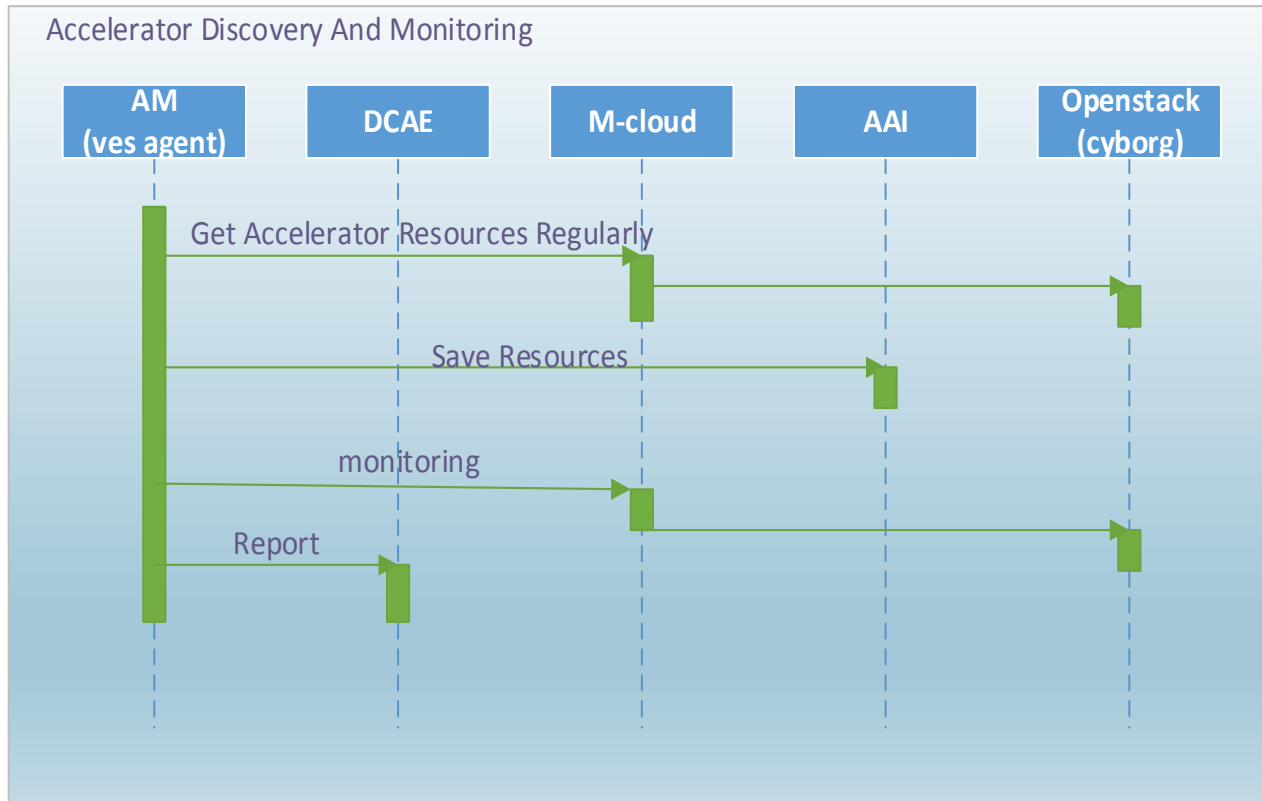 Accelerator Discovery And Monitoring
AM
(ves agent)
DCAE
M-cloud
AAI
Openstack
(cyborg)
Get Accelerator Resources Regularly
Save Resources
monitoring
Report